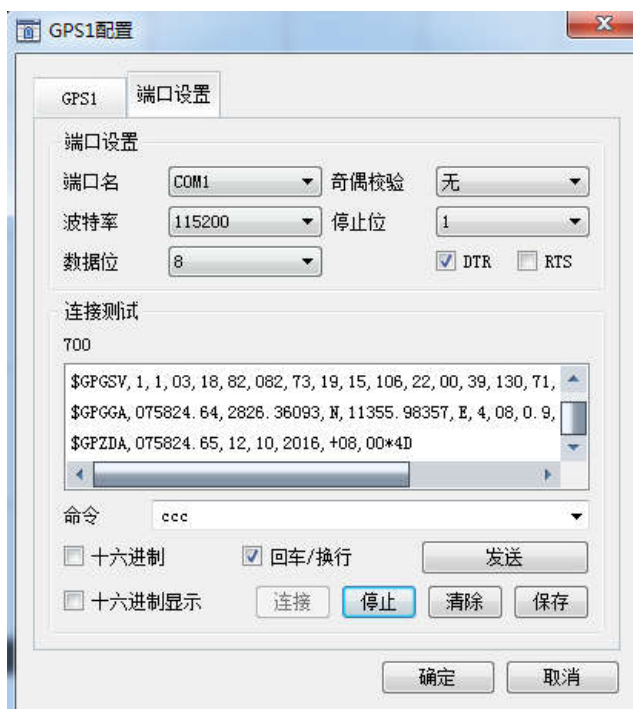 GPS1配置
GPS1 端口设置
端口设置
端口名 COM1 奇偶校验 无
波特率 115200 停止位 1
数据位 8 DTR RTS
连接测试
700
$GPGSV, 1, 1, 03, 18, 82, 082, 73, 19, 15, 106, 22, 00, 39, 130, 71,
$GPGGA, 075824.64, 2826.36093, N, 11355.98357, E, 4, 08, 0.9,
$GPZDA, 075824.65, 12, 10, 2016, +08, 00*4D
命令 ccc
十六进制 回车/换行 发送
十六进制显示 连接 停止 清除 保存
确定 取消